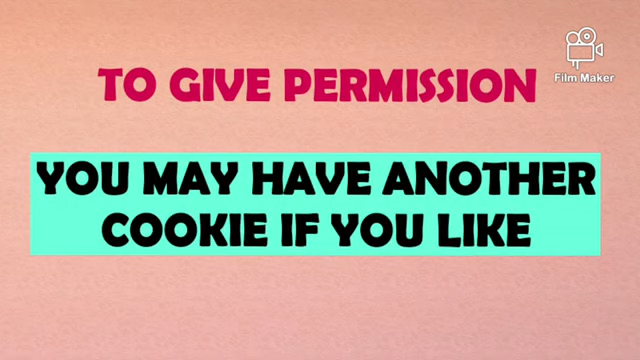 Film Maker
TO GIVE PERMISSION
YOU MAY HAVE ANOTHER
COOKIE IF YOU LIKE